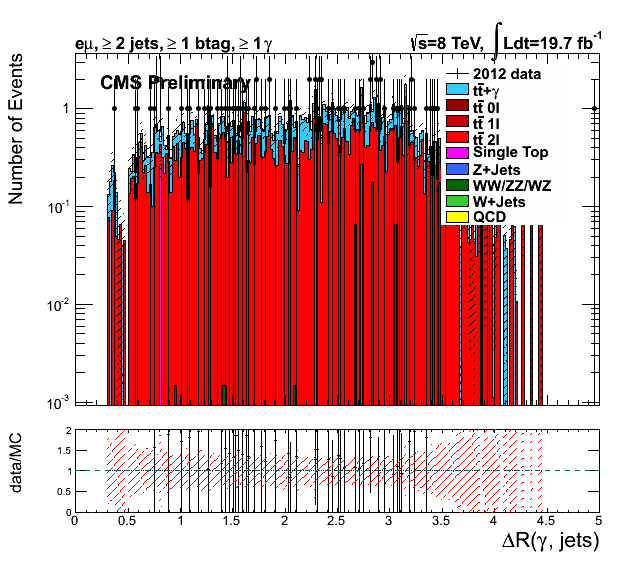 eμ, ≥ 2 jets, ≥ 1 btag, ≥ 1 γ
√s=8 TeV, ∫ Ldt=19.7 fb⁻¹
CMS Preliminary
2012 data
tt̄+γ
tt̄ 0l
tt̄ 1l
tt̄ 2l
Single Top
Z+Jets
WW/ZZ/WZ
W+Jets
QCD
Number of Events
1
10⁻¹
10⁻²
10⁻³
data/MC
2
1.5
1
0.5
0
0 0.5 1 1.5 2 2.5 3 3.5 4 4.5 5
ΔR(γ, jets)